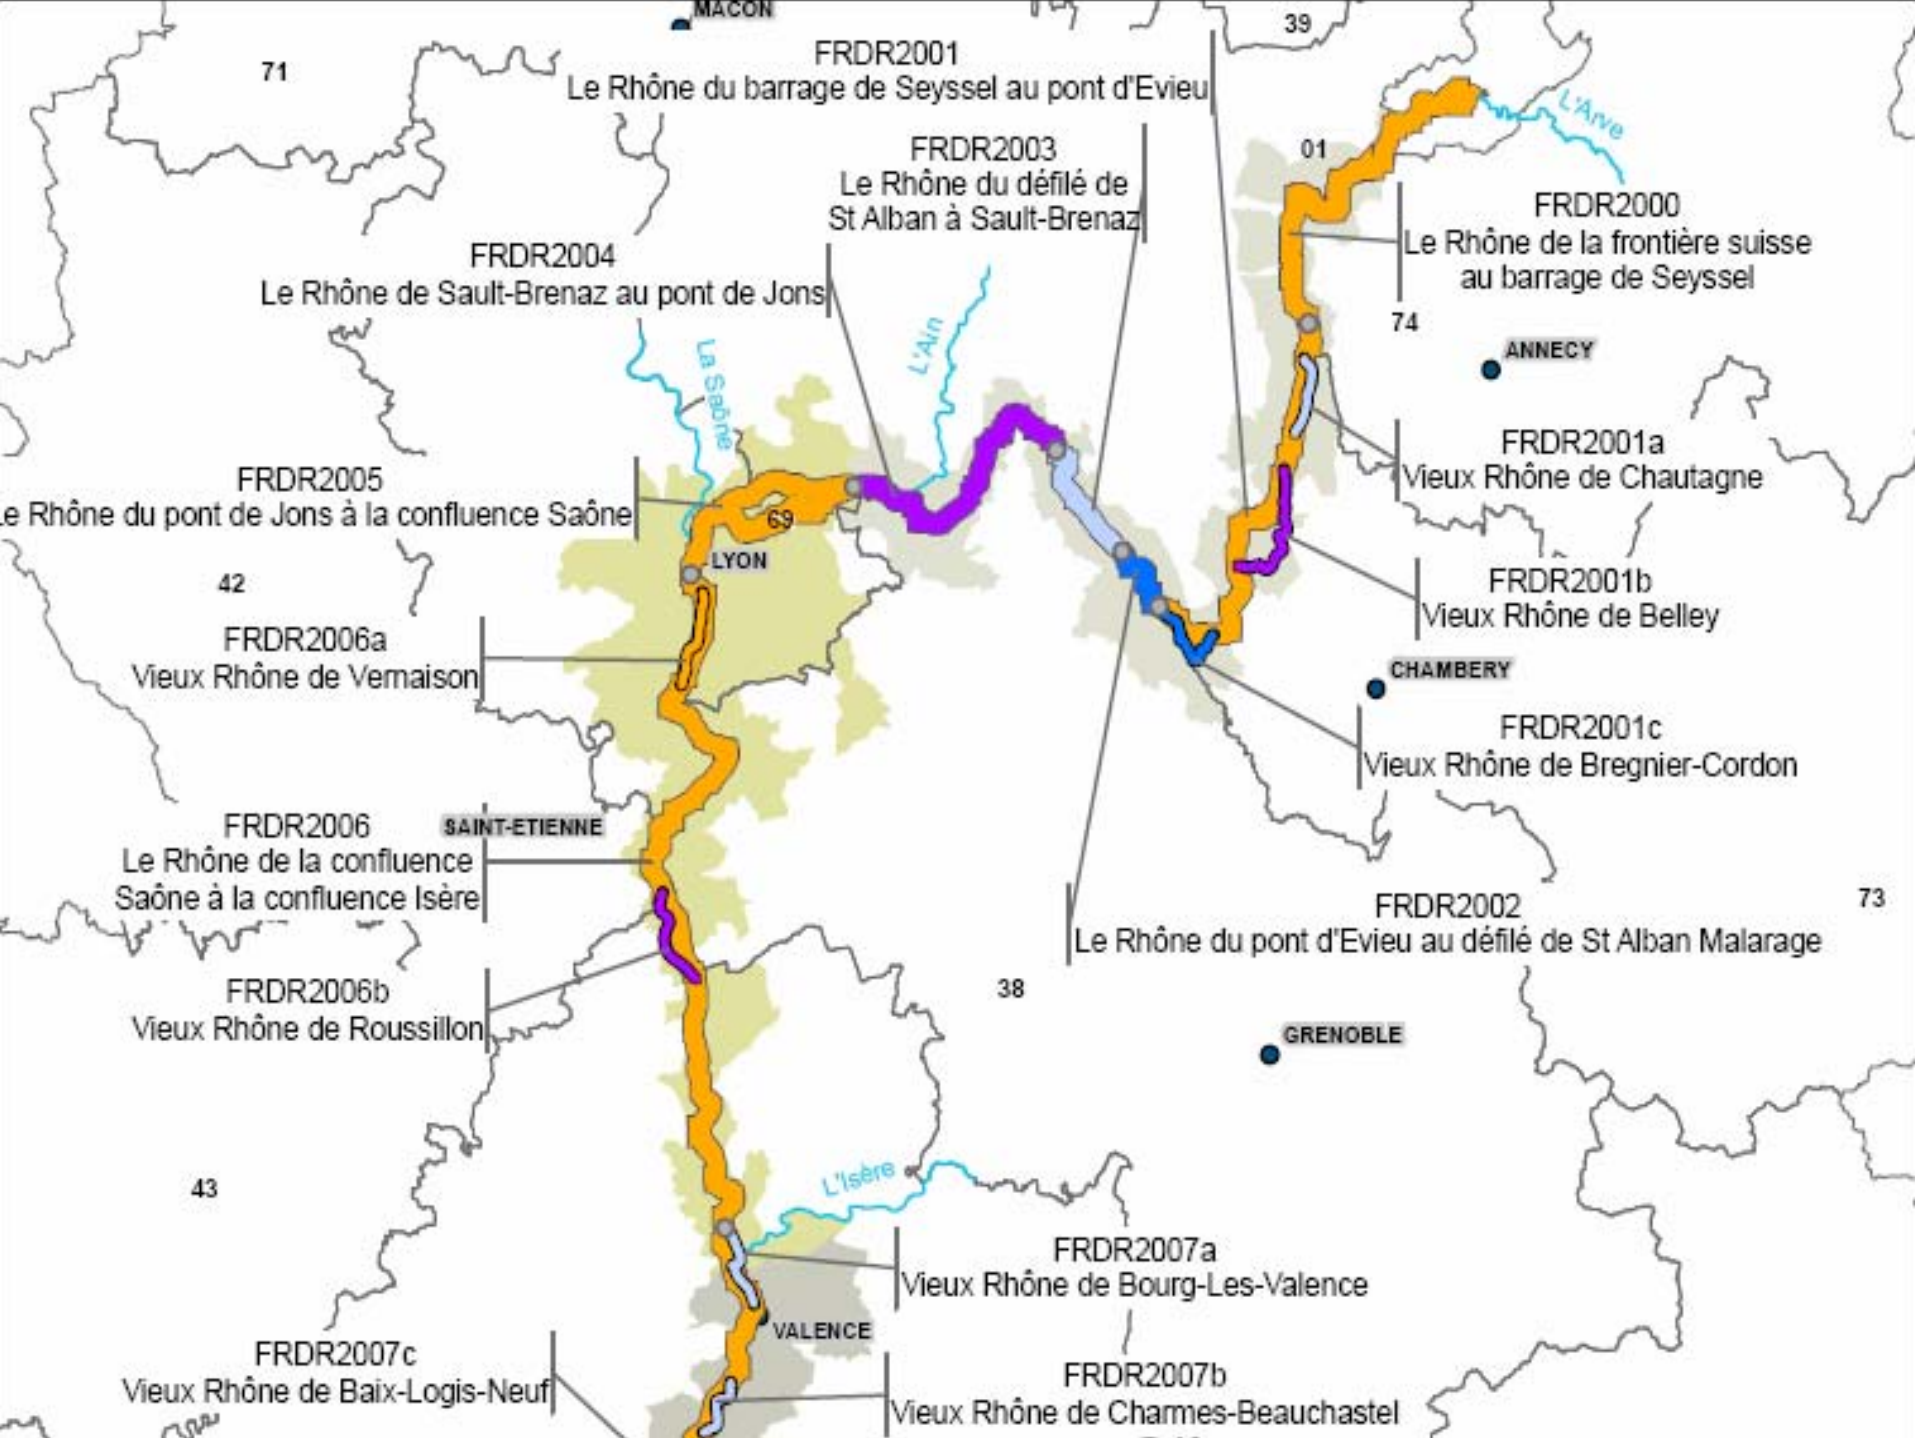 MACON
39
71
FRDR2001
Le Rhône du barrage de Seyssel au pont d'Evieu
L'Arve
FRDR2003
Le Rhône du défilé de
St Alban à Sault-Brenaz
01
FRDR2000
Le Rhône de la frontière suisse
au barrage de Seyssel
FRDR2004
Le Rhône de Sault-Brenaz au pont de Jons
74
L'Ain
La Saône
ANNECY
FRDR2001a
Vieux Rhône de Chautagne
FRDR2005
Le Rhône du pont de Jons à la confluence Saône
69
LYON
42
FRDR2001b
Vieux Rhône de Belley
FRDR2006a
Vieux Rhône de Vernaison
CHAMBERY
FRDR2001c
Vieux Rhône de Bregnier-Cordon
FRDR2006
Le Rhône de la confluence
Saône à la confluence Isère
SAINT-ETIENNE
73
FRDR2002
Le Rhône du pont d'Evieu au défilé de St Alban Malarage
38
FRDR2006b
Vieux Rhône de Roussillon
GRENOBLE
43
L'Isère
FRDR2007a
Vieux Rhône de Bourg-Les-Valence
VALENCE
FRDR2007c
Vieux Rhône de Baix-Logis-Neuf
FRDR2007b
Vieux Rhône de Charmes-Beauchastel